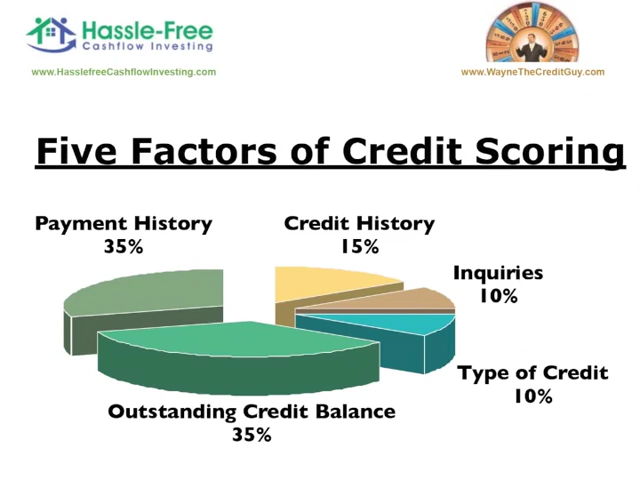 Hassle-Free
Cashflow Investing
www.HasslefreeCashflowInvesting.com
www.WayneTheCreditGuy.com
Five Factors of Credit Scoring
Payment History
35%
Credit History
15%
Inquiries
10%
Type of Credit
10%
Outstanding Credit Balance
35%